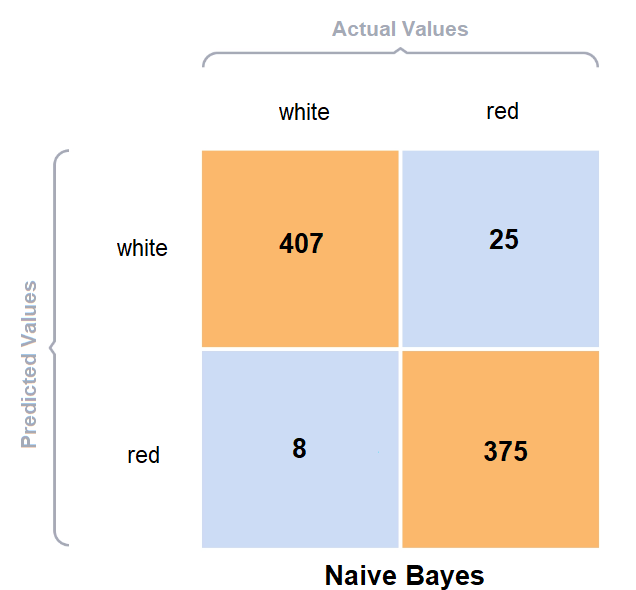 Actual Values
white red
white 407 25
Predicted Values
red 8 375
Naive Bayes